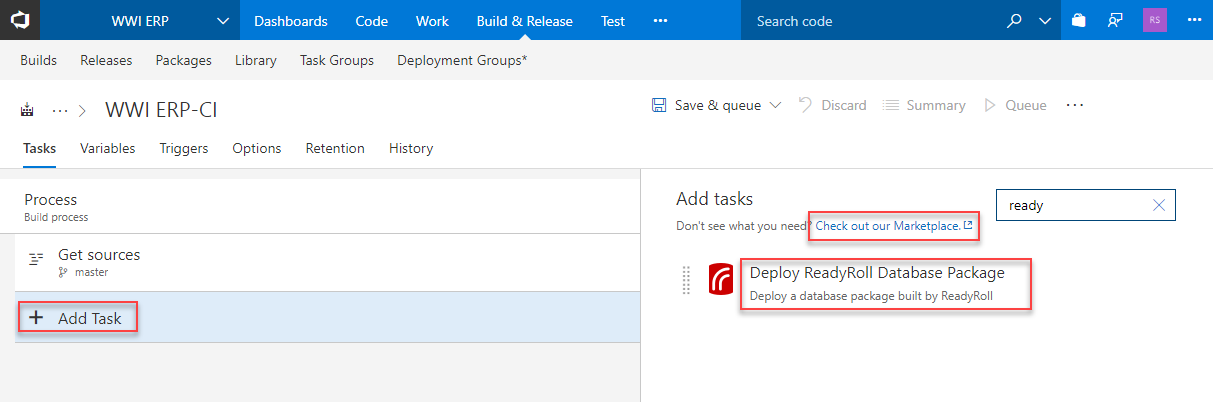 WWI ERP Dashboards Code Work Build & Release Test ··· Search code RS ···
Builds Releases Packages Library Task Groups Deployment Groups*
··· > WWI ERP-CI Save & queue Discard Summary Queue ···
Tasks Variables Triggers Options Retention History
Process
Build process
Get sources
master
+ Add Task
Add tasks
ready
Don't see what you need? Check out our Marketplace.
Deploy ReadyRoll Database Package
Deploy a database package built by ReadyRoll